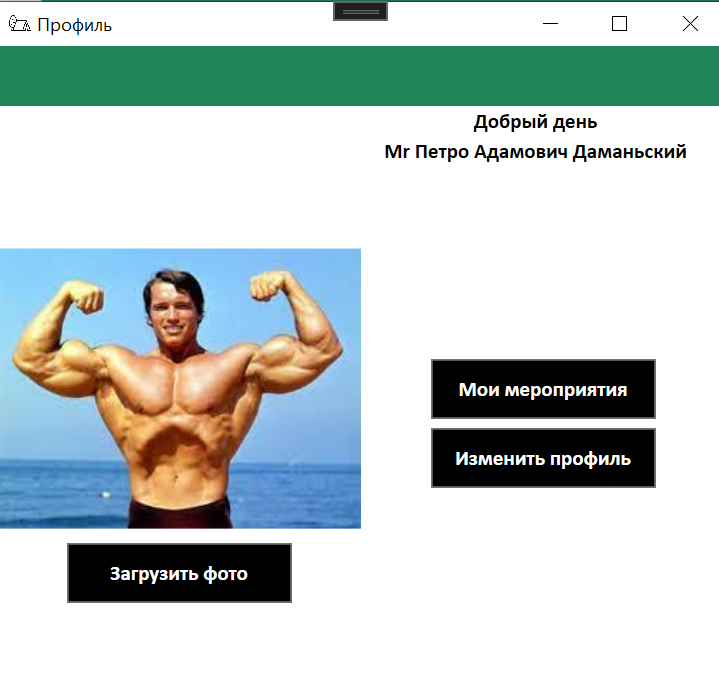 Профиль
Добрый день
Mr Петро Адамович Даманьский
Мои мероприятия
Изменить профиль
Загрузить фото